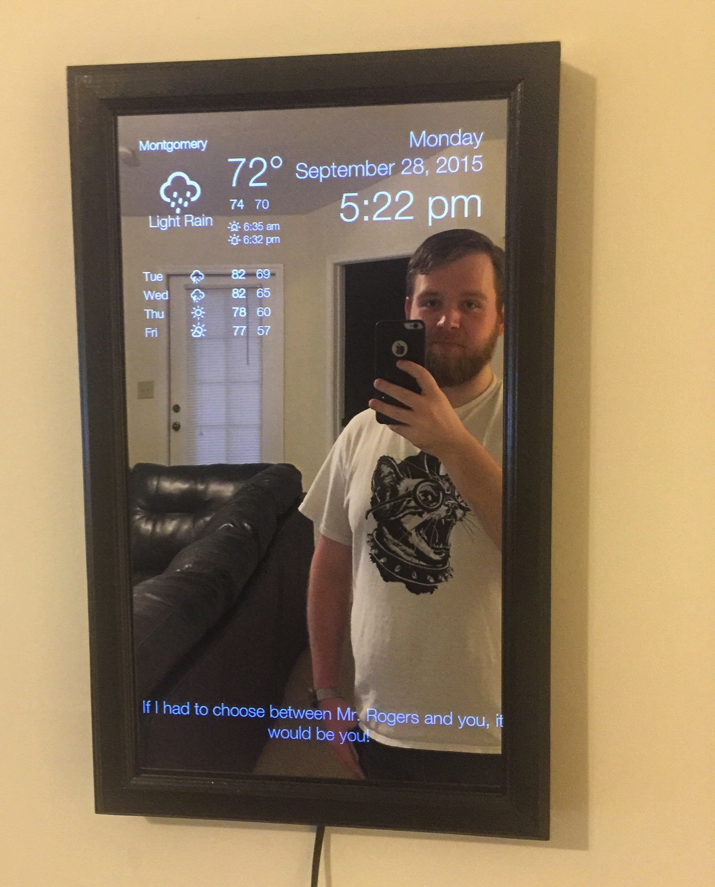 Montgomery
Monday
72° September 28, 2015
74 70
5:22 pm
Light Rain
6:35 am
6:32 pm
Tue 82 69
Wed 82 65
Thu 78 60
Fri 77 57
If I had to choose between Mr. Rogers and you, it
would be you!